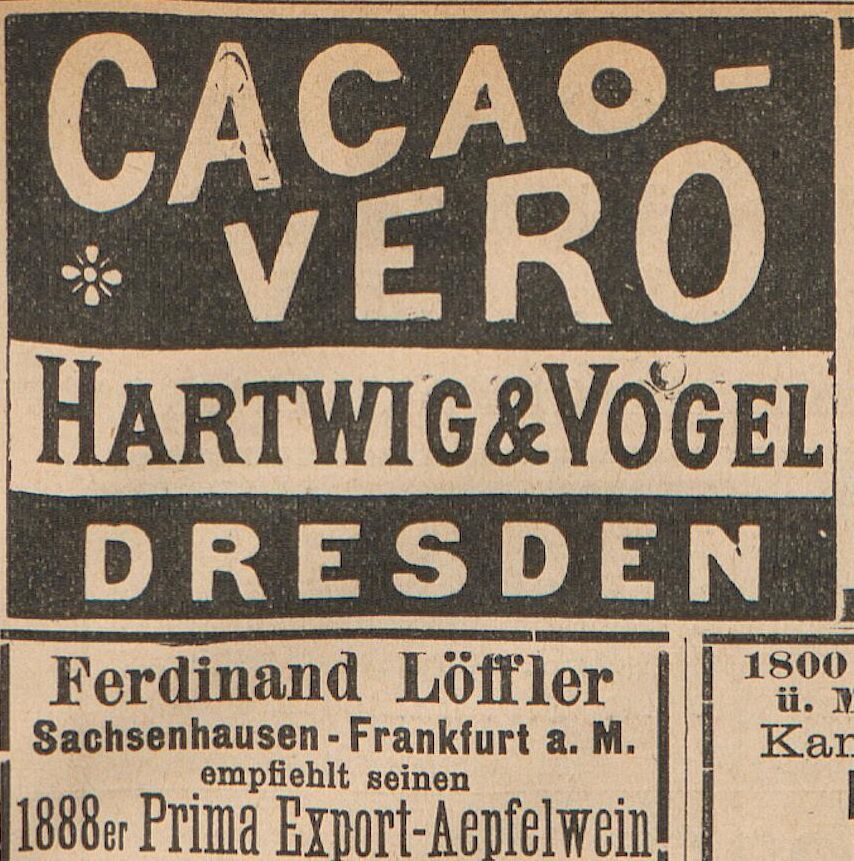 CACAO-
VERO
HARTWIG & VOGEL
DRESDEN
Ferdinand Löffler
Sachsenhausen-Frankfurt a. M.
empfiehlt seinen
1888er Prima Export-Aepfelwein
1800
ü.